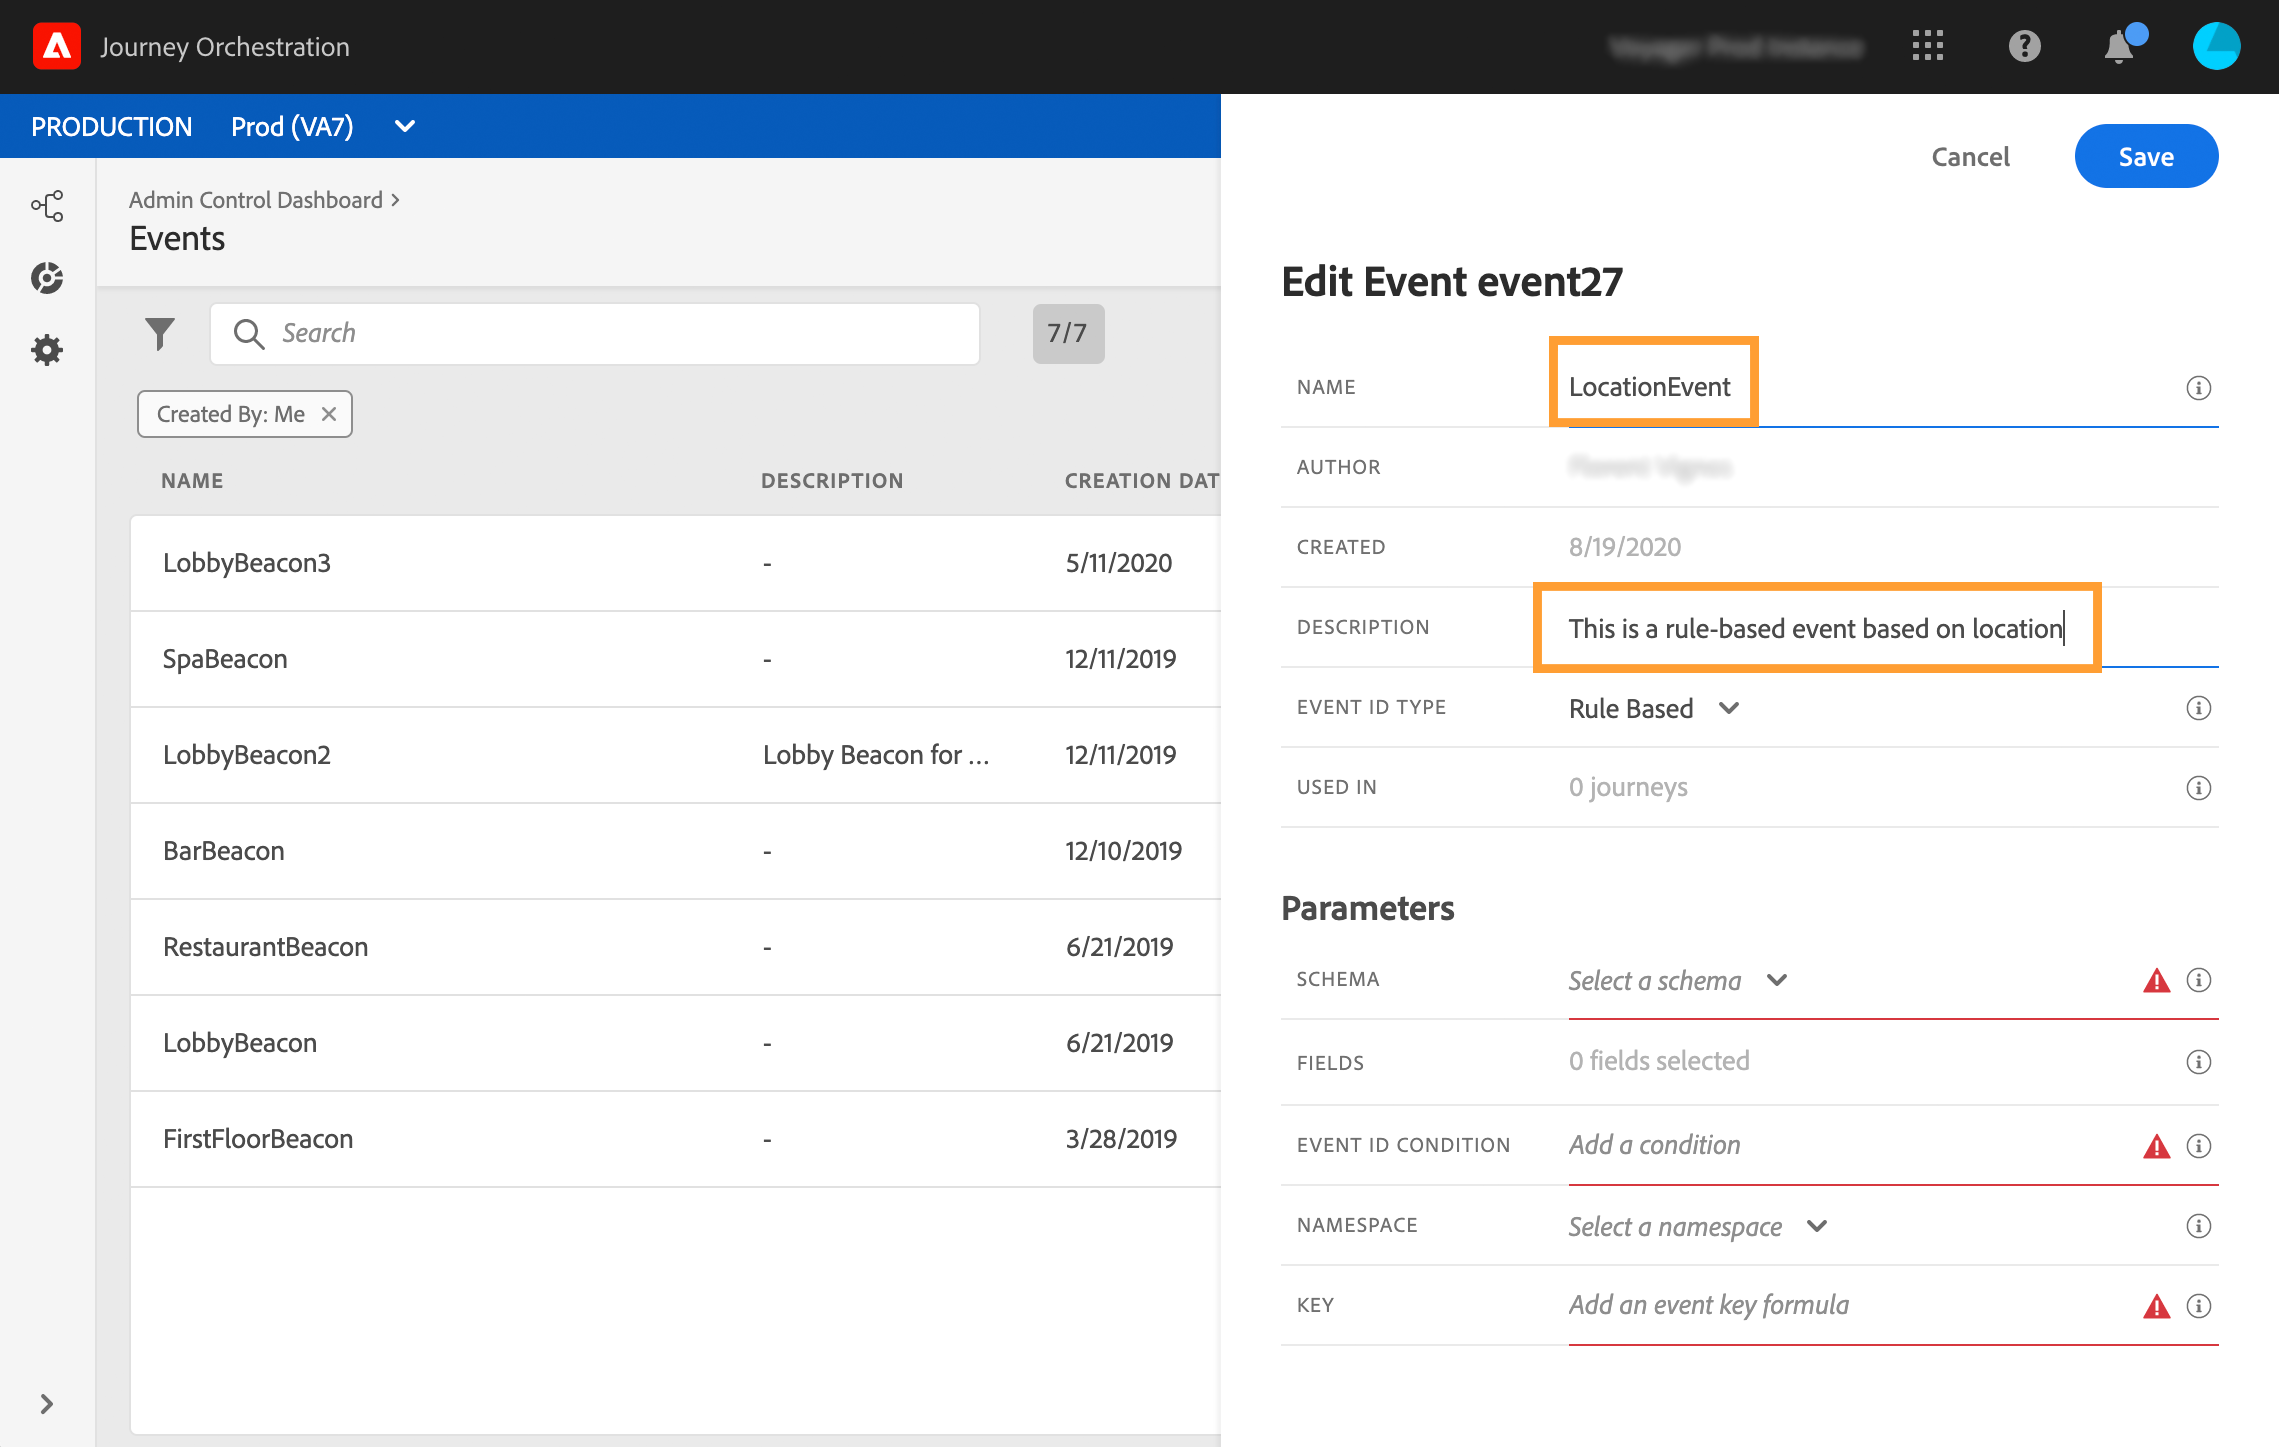 Journey Orchestration
PRODUCTION Prod (VA7)
Admin Control Dashboard
Events
Search
7/7
Created By: Me
NAME DESCRIPTION CREATION DAT
LobbyBeacon3 - 5/11/2020
SpaBeacon - 12/11/2019
LobbyBeacon2 Lobby Beacon for ... 12/11/2019
BarBeacon - 12/10/2019
RestaurantBeacon - 6/21/2019
LobbyBeacon - 6/21/2019
FirstFloorBeacon - 3/28/2019
Cancel Save
Edit Event event27
NAME LocationEvent
AUTHOR
CREATED 8/19/2020
DESCRIPTION This is a rule-based event based on location
EVENT ID TYPE Rule Based
USED IN 0 journeys
Parameters
SCHEMA Select a schema
FIELDS 0 fields selected
EVENT ID CONDITION Add a condition
NAMESPACE Select a namespace
KEY Add an event key formula